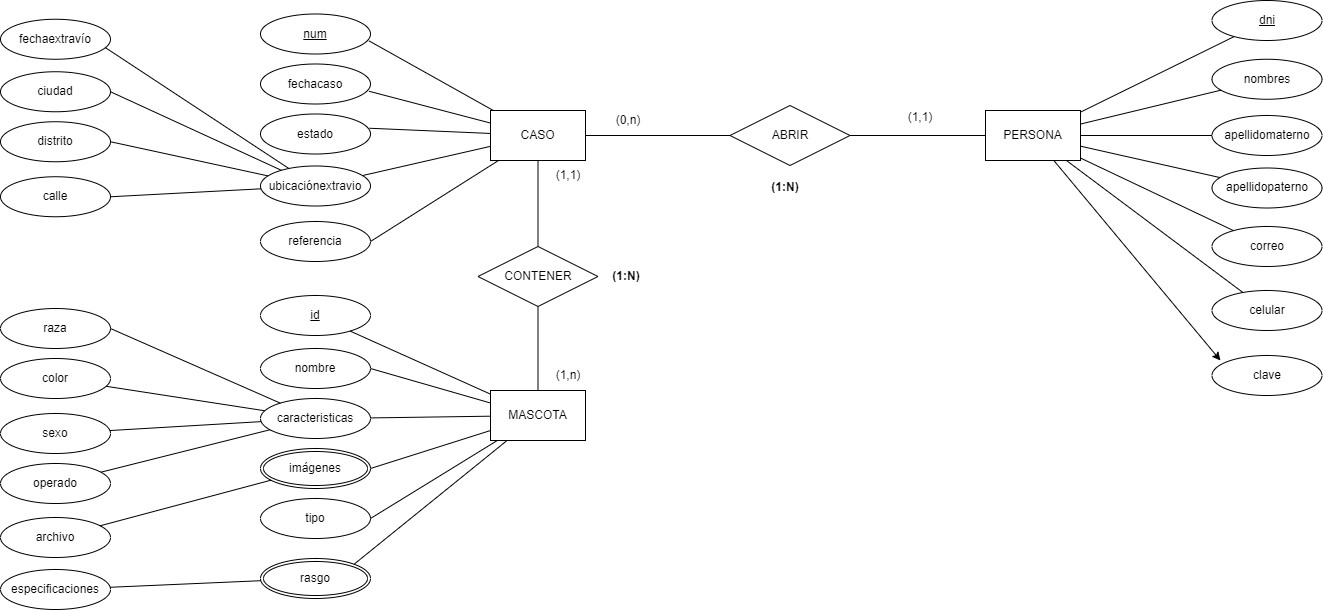 dni
fechaextravío
num
nombres
fechacaso
ciudad
(0,n)
(1,1)
estado
CASO
ABRIR
PERSONA
apellidomaterno
distrito
(1,1)
ubicaciónextravio
(1:N)
apellidopaterno
calle
referencia
correo
CONTENER
(1:N)
id
celular
raza
nombre
(1,n)
clave
color
caracteristicas
MASCOTA
sexo
imágenes
operado
tipo
archivo
rasgo
especificaciones